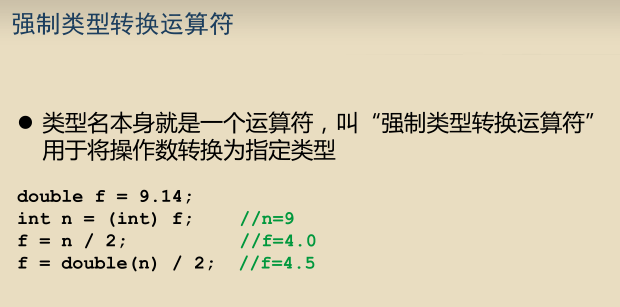 强制类型转换运算符
● 类型名本身就是一个运算符，叫“强制类型转换运算符”
用于将操作数转换为指定类型
double f = 9.14;
int n = (int) f;    //n=9
f = n / 2;          //f=4.0
f = double(n) / 2;  //f=4.5